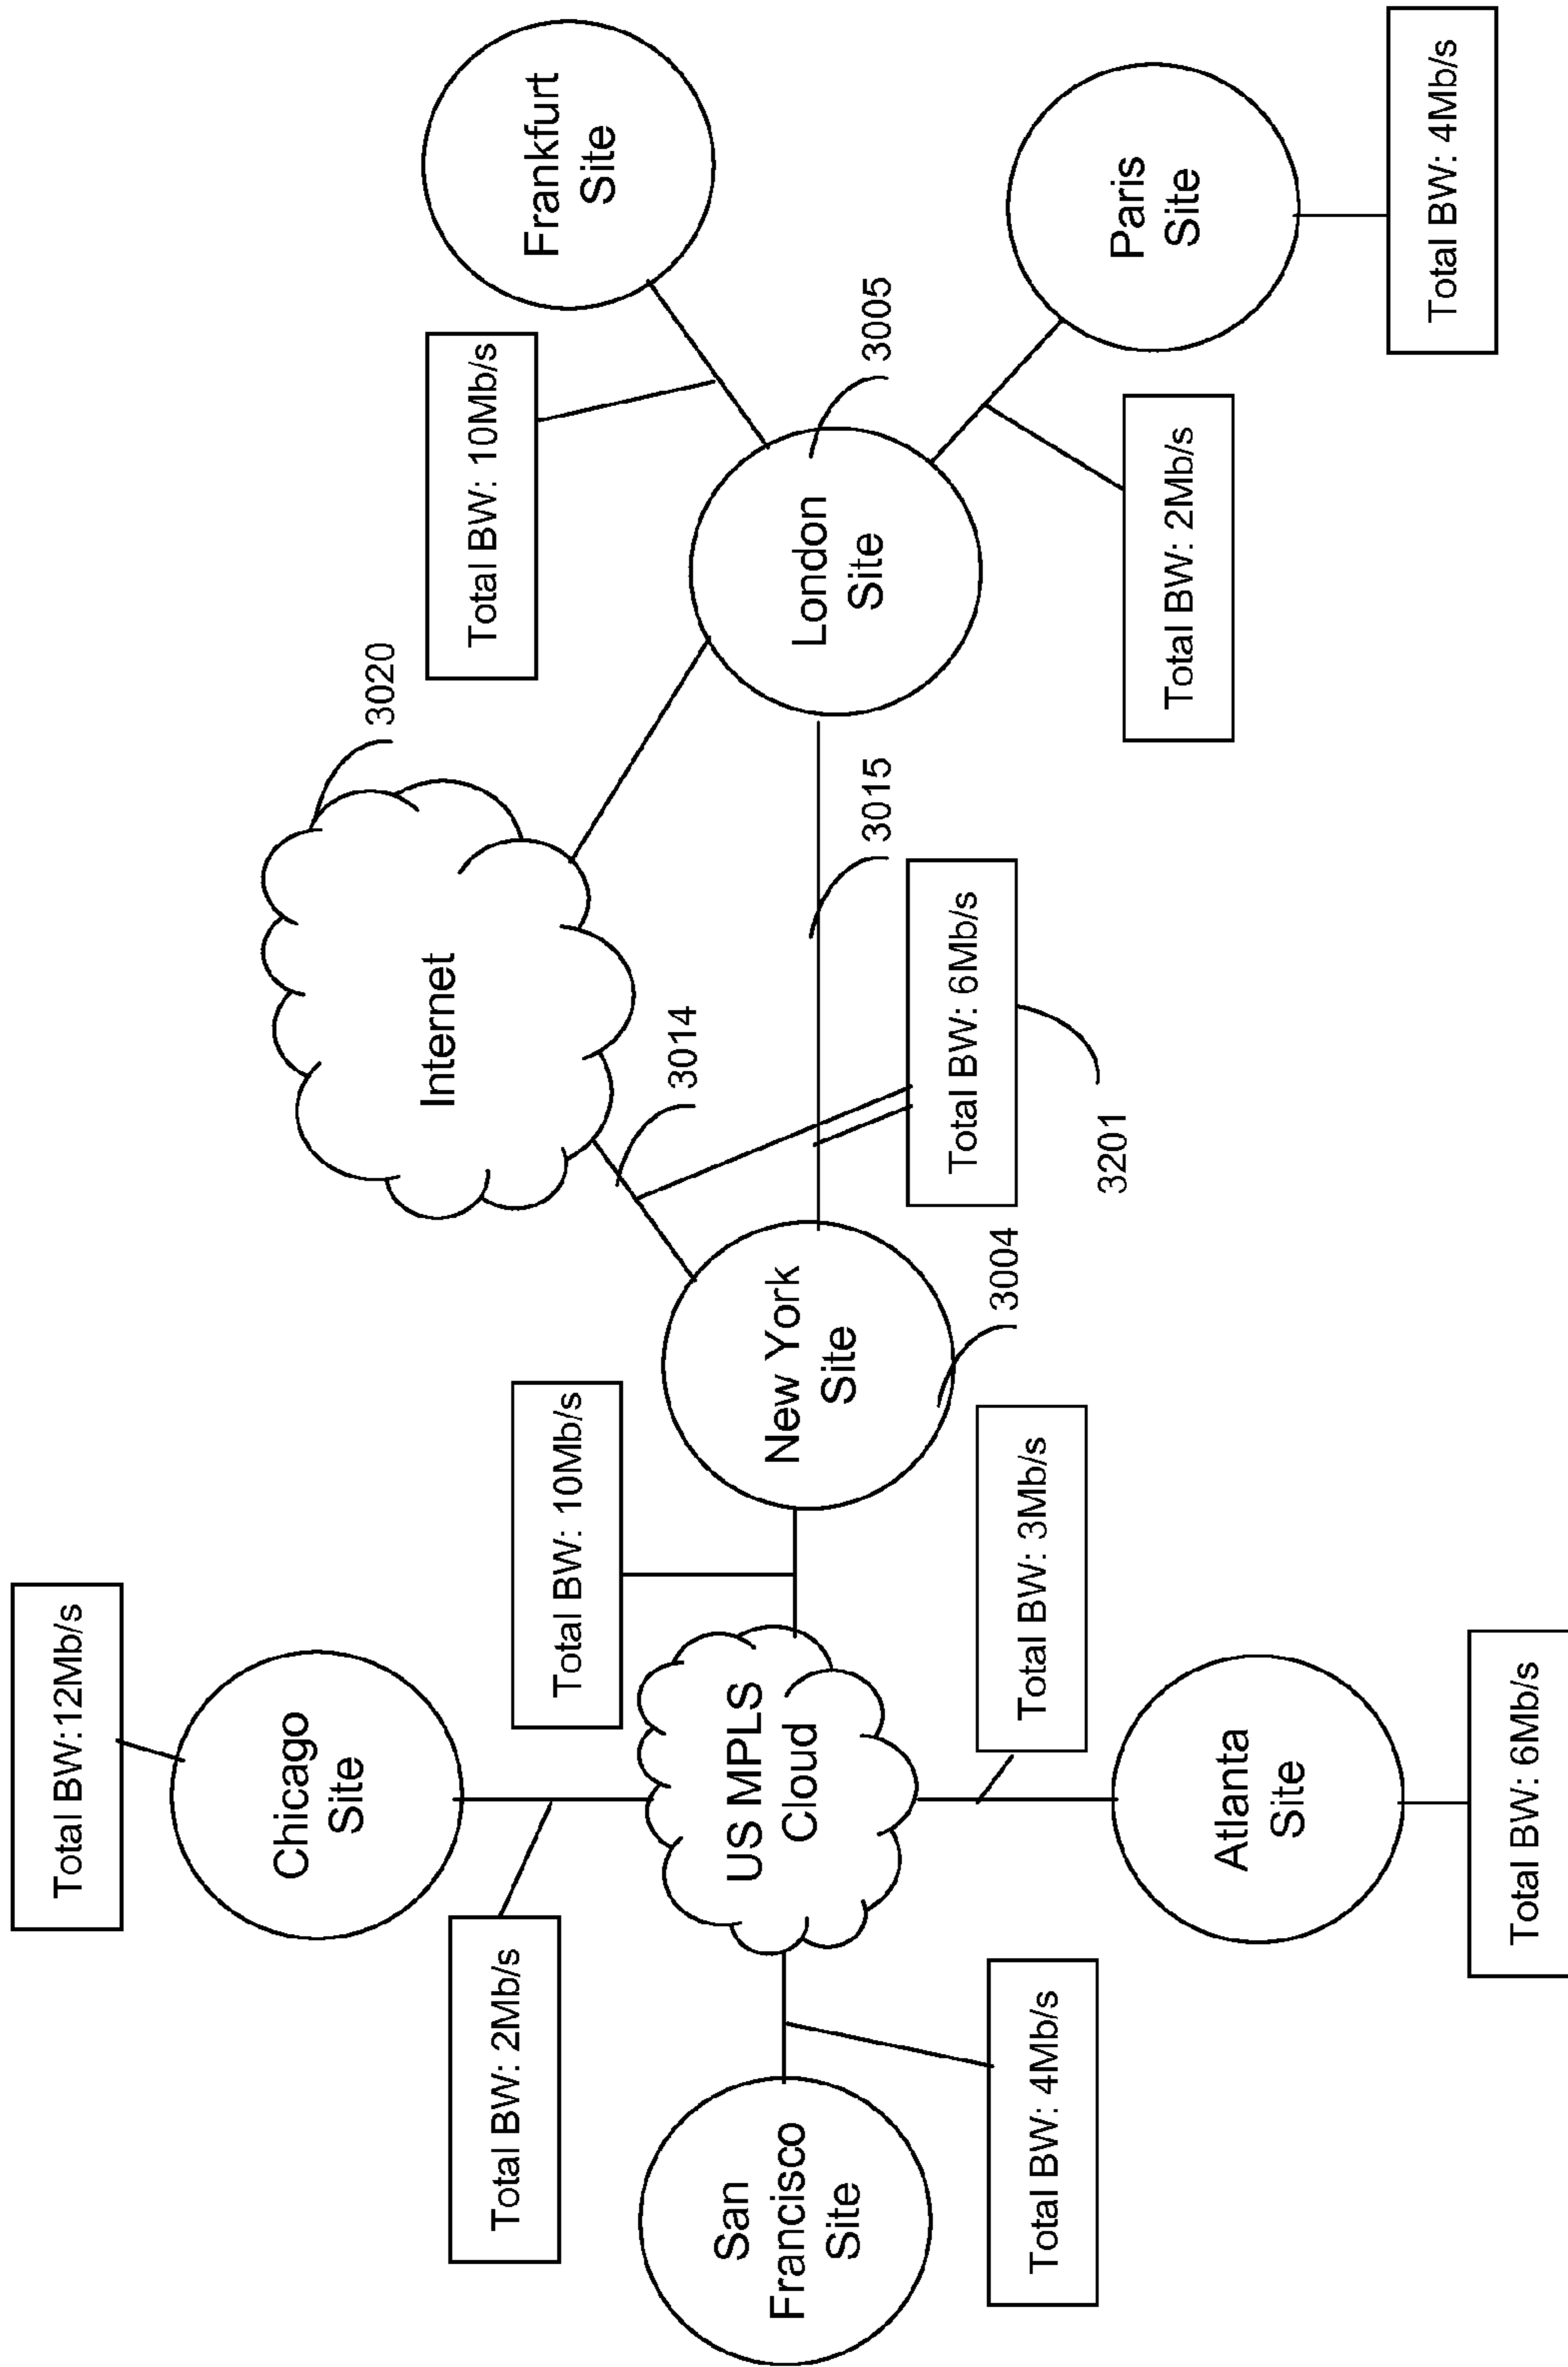 Total BW:12Mb/s
Chicago
Site
Total BW: 2Mb/s
Total BW: 10Mb/s
San
Francisco
Site
US MPLS
Cloud
New York
Site
Total BW: 4Mb/s
Total BW: 3Mb/s
3004
Atlanta
Site
Total BW: 6Mb/s
Internet
3020
3014
3015
Total BW: 6Mb/s
3201
Total BW: 10Mb/s
Frankfurt
Site
London
Site
3005
Total BW: 2Mb/s
Paris
Site
Total BW: 4Mb/s